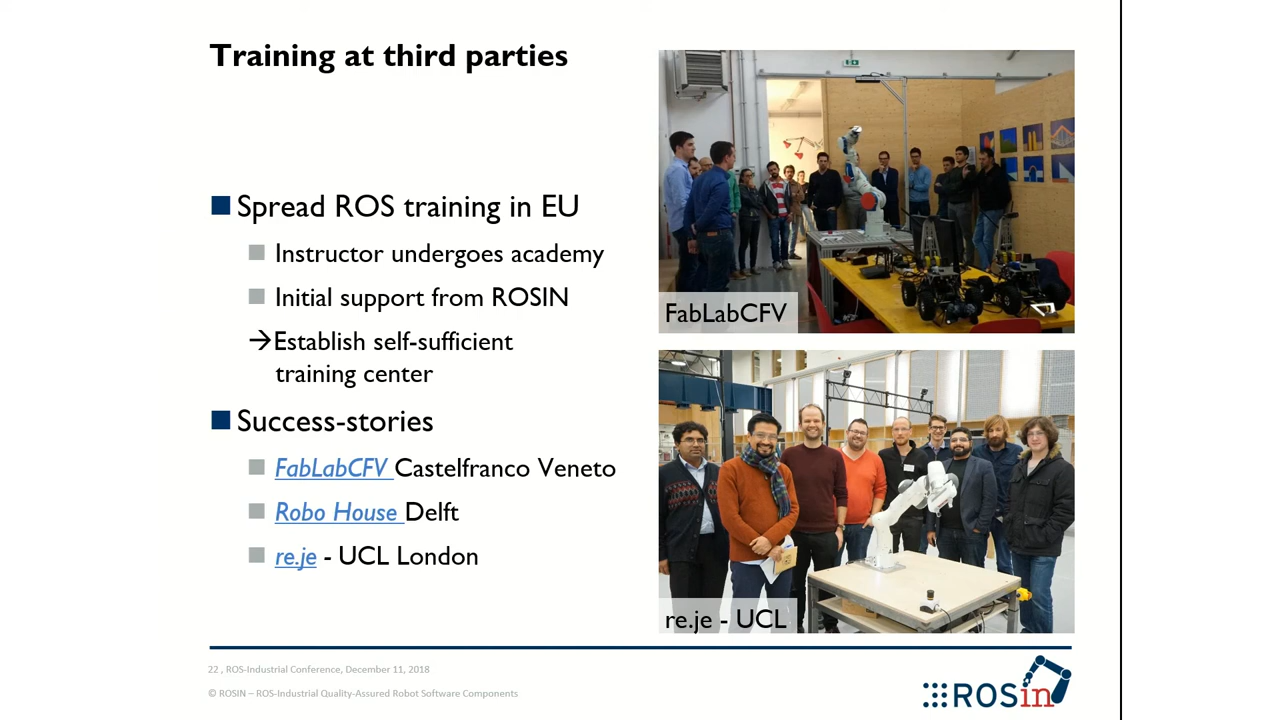 Training at third parties
Spread ROS training in EU
Instructor undergoes academy
Initial support from ROSIN
→Establish self-sufficient
training center
Success-stories
FabLabCFV Castelfranco Veneto
Robo House Delft
re.je - UCL London
FabLabCFV
re.je - UCL
22 , ROS-Industrial Conference, December 11, 2018
© ROSIN – ROS-Industrial Quality-Assured Robot Software Components
ROSin